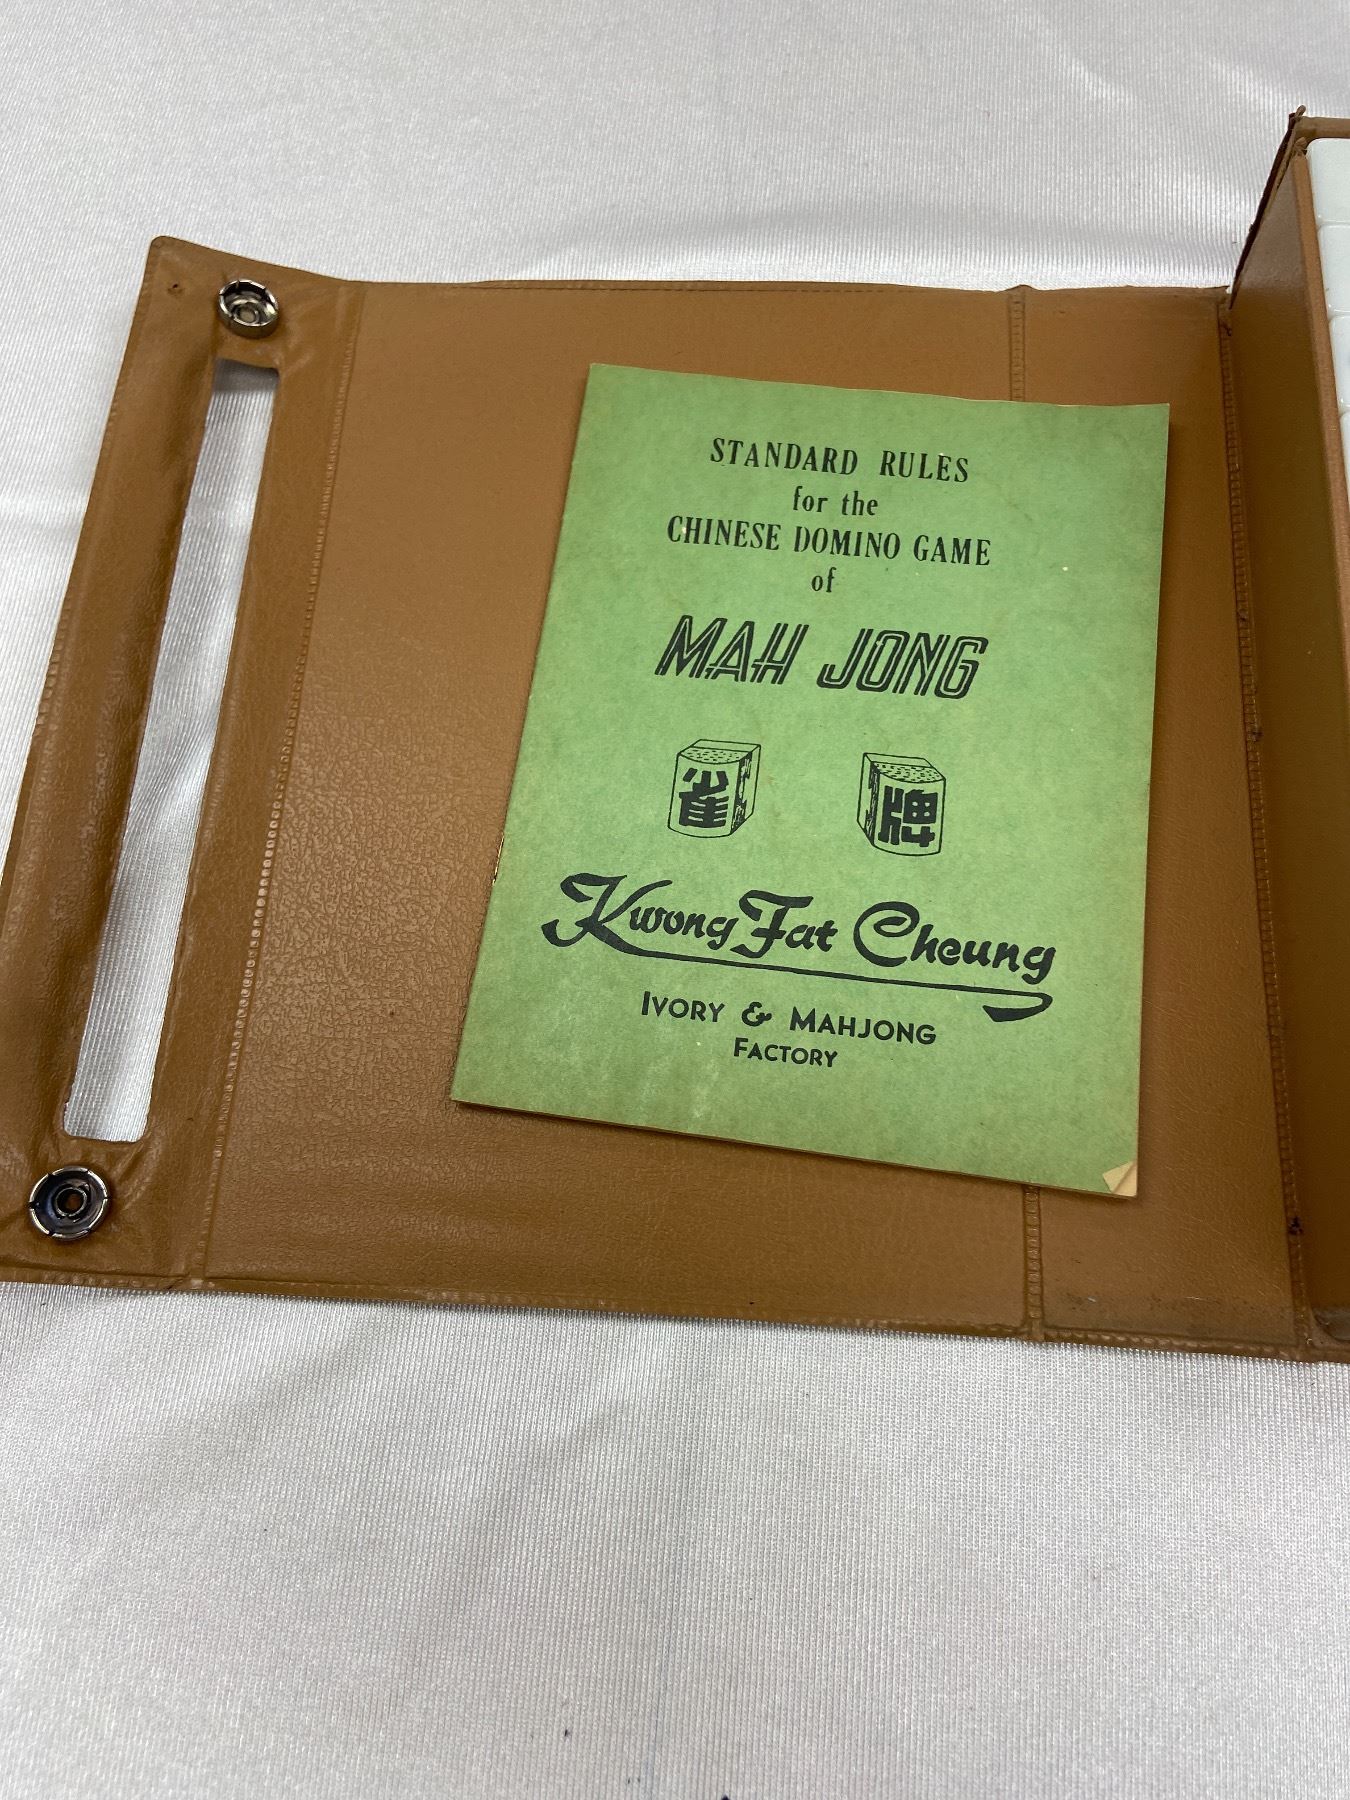 STANDARD RULES
for the
CHINESE DOMINO GAME
of
MAH JONG
雀 牌
Kwong Fat Cheung
IVORY & MAHJONG
FACTORY